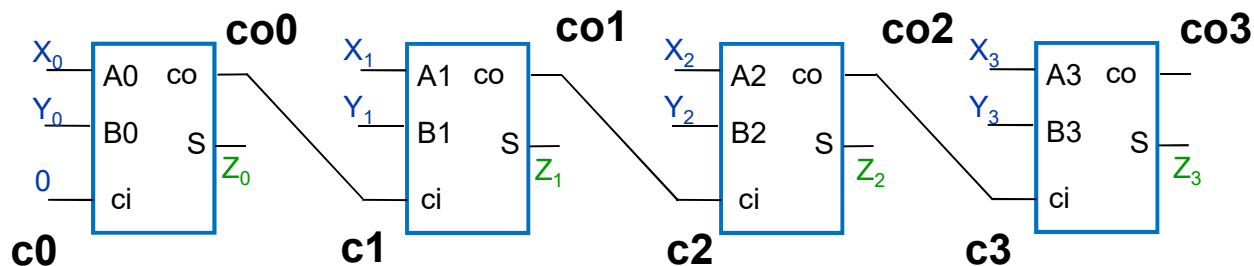 co0 co1 co2 co3
X0 A0 co X1 A1 co X2 A2 co X3 A3 co
Y0 B0 Y1 B1 Y2 B2 Y3 B3
S S S S
Z0 Z1 Z2 Z3
0 ci ci ci ci
c0 c1 c2 c3